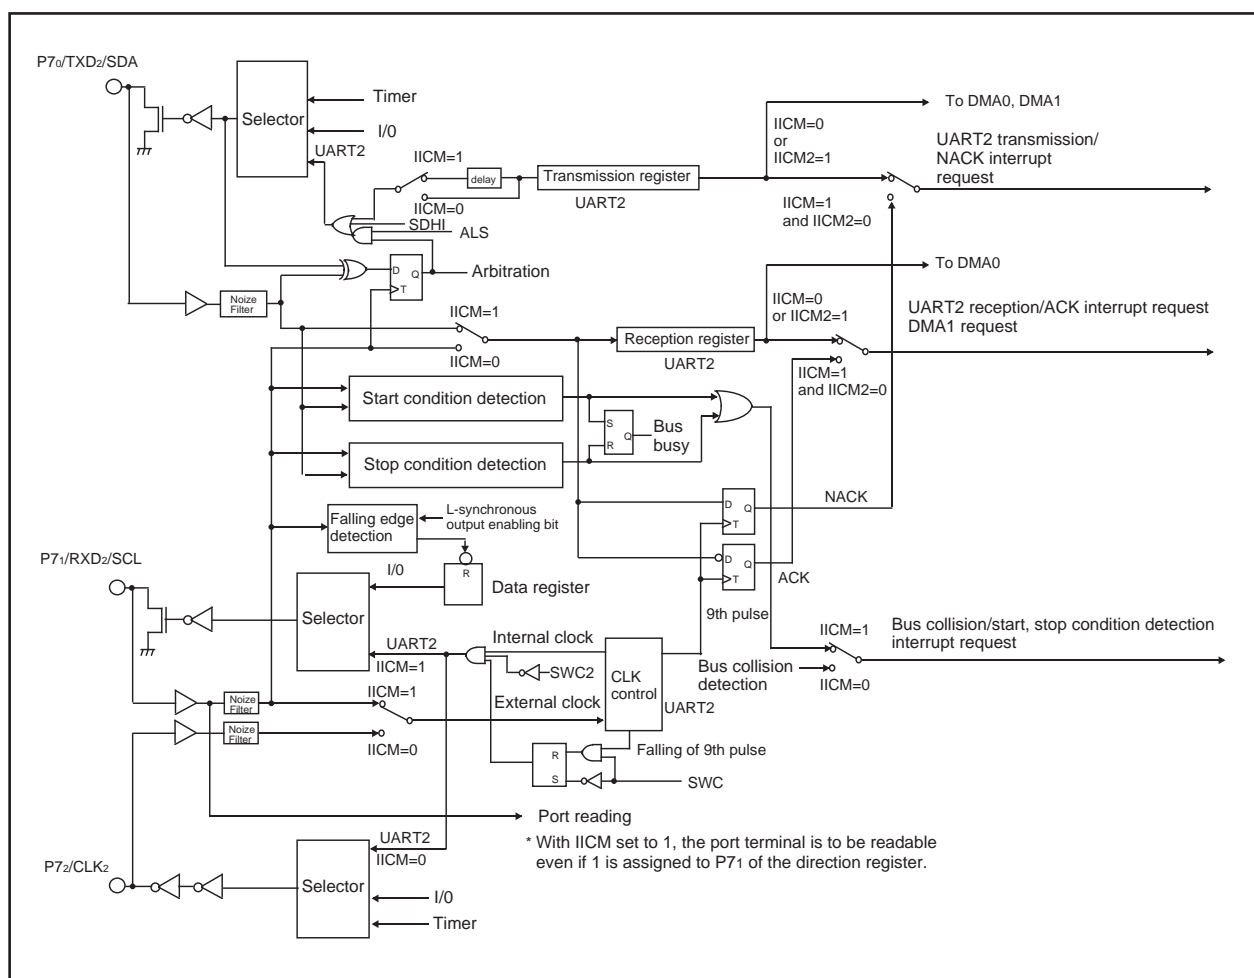 P70/TXD2/SDA
Selector
Timer
I/0
UART2
To DMA0, DMA1
IICM=0
or
IICM2=1
UART2 transmission/
NACK interrupt
request
IICM=1
delay
Transmission register
IICM=0
UART2
IICM=1
and IICM2=0
SDHI
ALS
D
Q
T
Arbitration
To DMA0
Noize
Filter
IICM=1
IICM=0
or IICM2=1
UART2 reception/ACK interrupt request
DMA1 request
Reception register
IICM=0
UART2
IICM=1
and IICM2=0
Start condition detection
S
Q
R
Bus
busy
Stop condition detection
D
Q
T
NACK
Falling edge
detection
L-synchronous
output enabling bit
D
Q
T
ACK
P71/RXD2/SCL
I/0
R
Data register
Selector
9th pulse
UART2
IICM=1
Internal clock
SWC2
CLK
control
UART2
Bus collision
detection
IICM=1
IICM=0
Bus collision/start, stop condition detection
interrupt request
Noize
Filter
IICM=1
External clock
Noize
Filter
IICM=0
R
S
Falling of 9th pulse
SWC
Port reading
* With IICM set to 1, the port terminal is to be readable
even if 1 is assigned to P71 of the direction register.
UART2
IICM=0
P72/CLK2
Selector
I/0
Timer